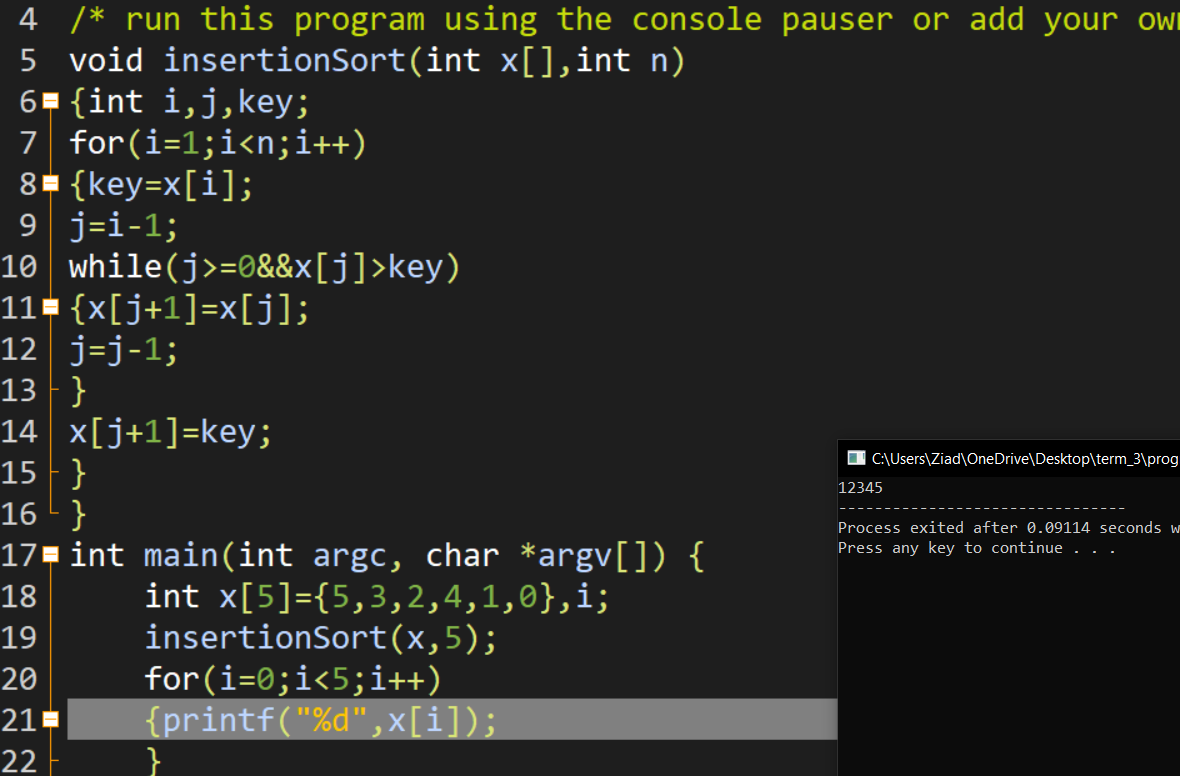 4 /* run this program using the console pauser or add your
5 void insertionSort(int x[],int n)
6 {int i,j,key;
7 for(i=1;i<n;i++)
8 {key=x[i];
9 j=i-1;
10 while(j>=0&&x[j]>key)
11 {x[j+1]=x[j];
12 j=j-1;
13 }
14 x[j+1]=key;
15 }
16 }
17 int main(int argc, char *argv[]) {
18 int x[5]={5,3,2,4,1,0},i;
19 insertionSort(x,5);
20 for(i=0;i<5;i++)
21 {printf("%d",x[i]);
22 }
C:\Users\Ziad\OneDrive\Desktop\term_3\prog
12345
--------------------------------
Process exited after 0.09114 seconds
Press any key to continue . . .